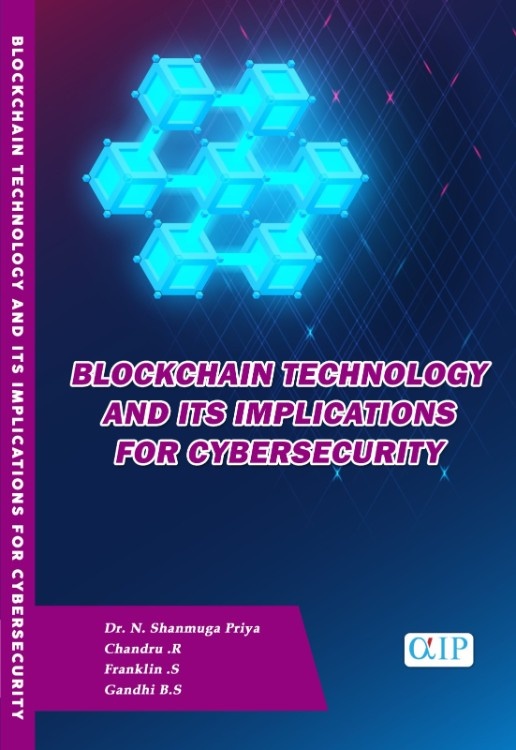 BLOCKCHAIN TECHNOLOGY AND ITS IMPLICATIONS FOR CYBERSECURITY
BLOCKCHAIN TECHNOLOGY
AND ITS IMPLICATIONS
FOR CYBERSECURITY
Dr. N. Shanmuga Priya
Chandru .R
Franklin .S
Gandhi B.S
αIP